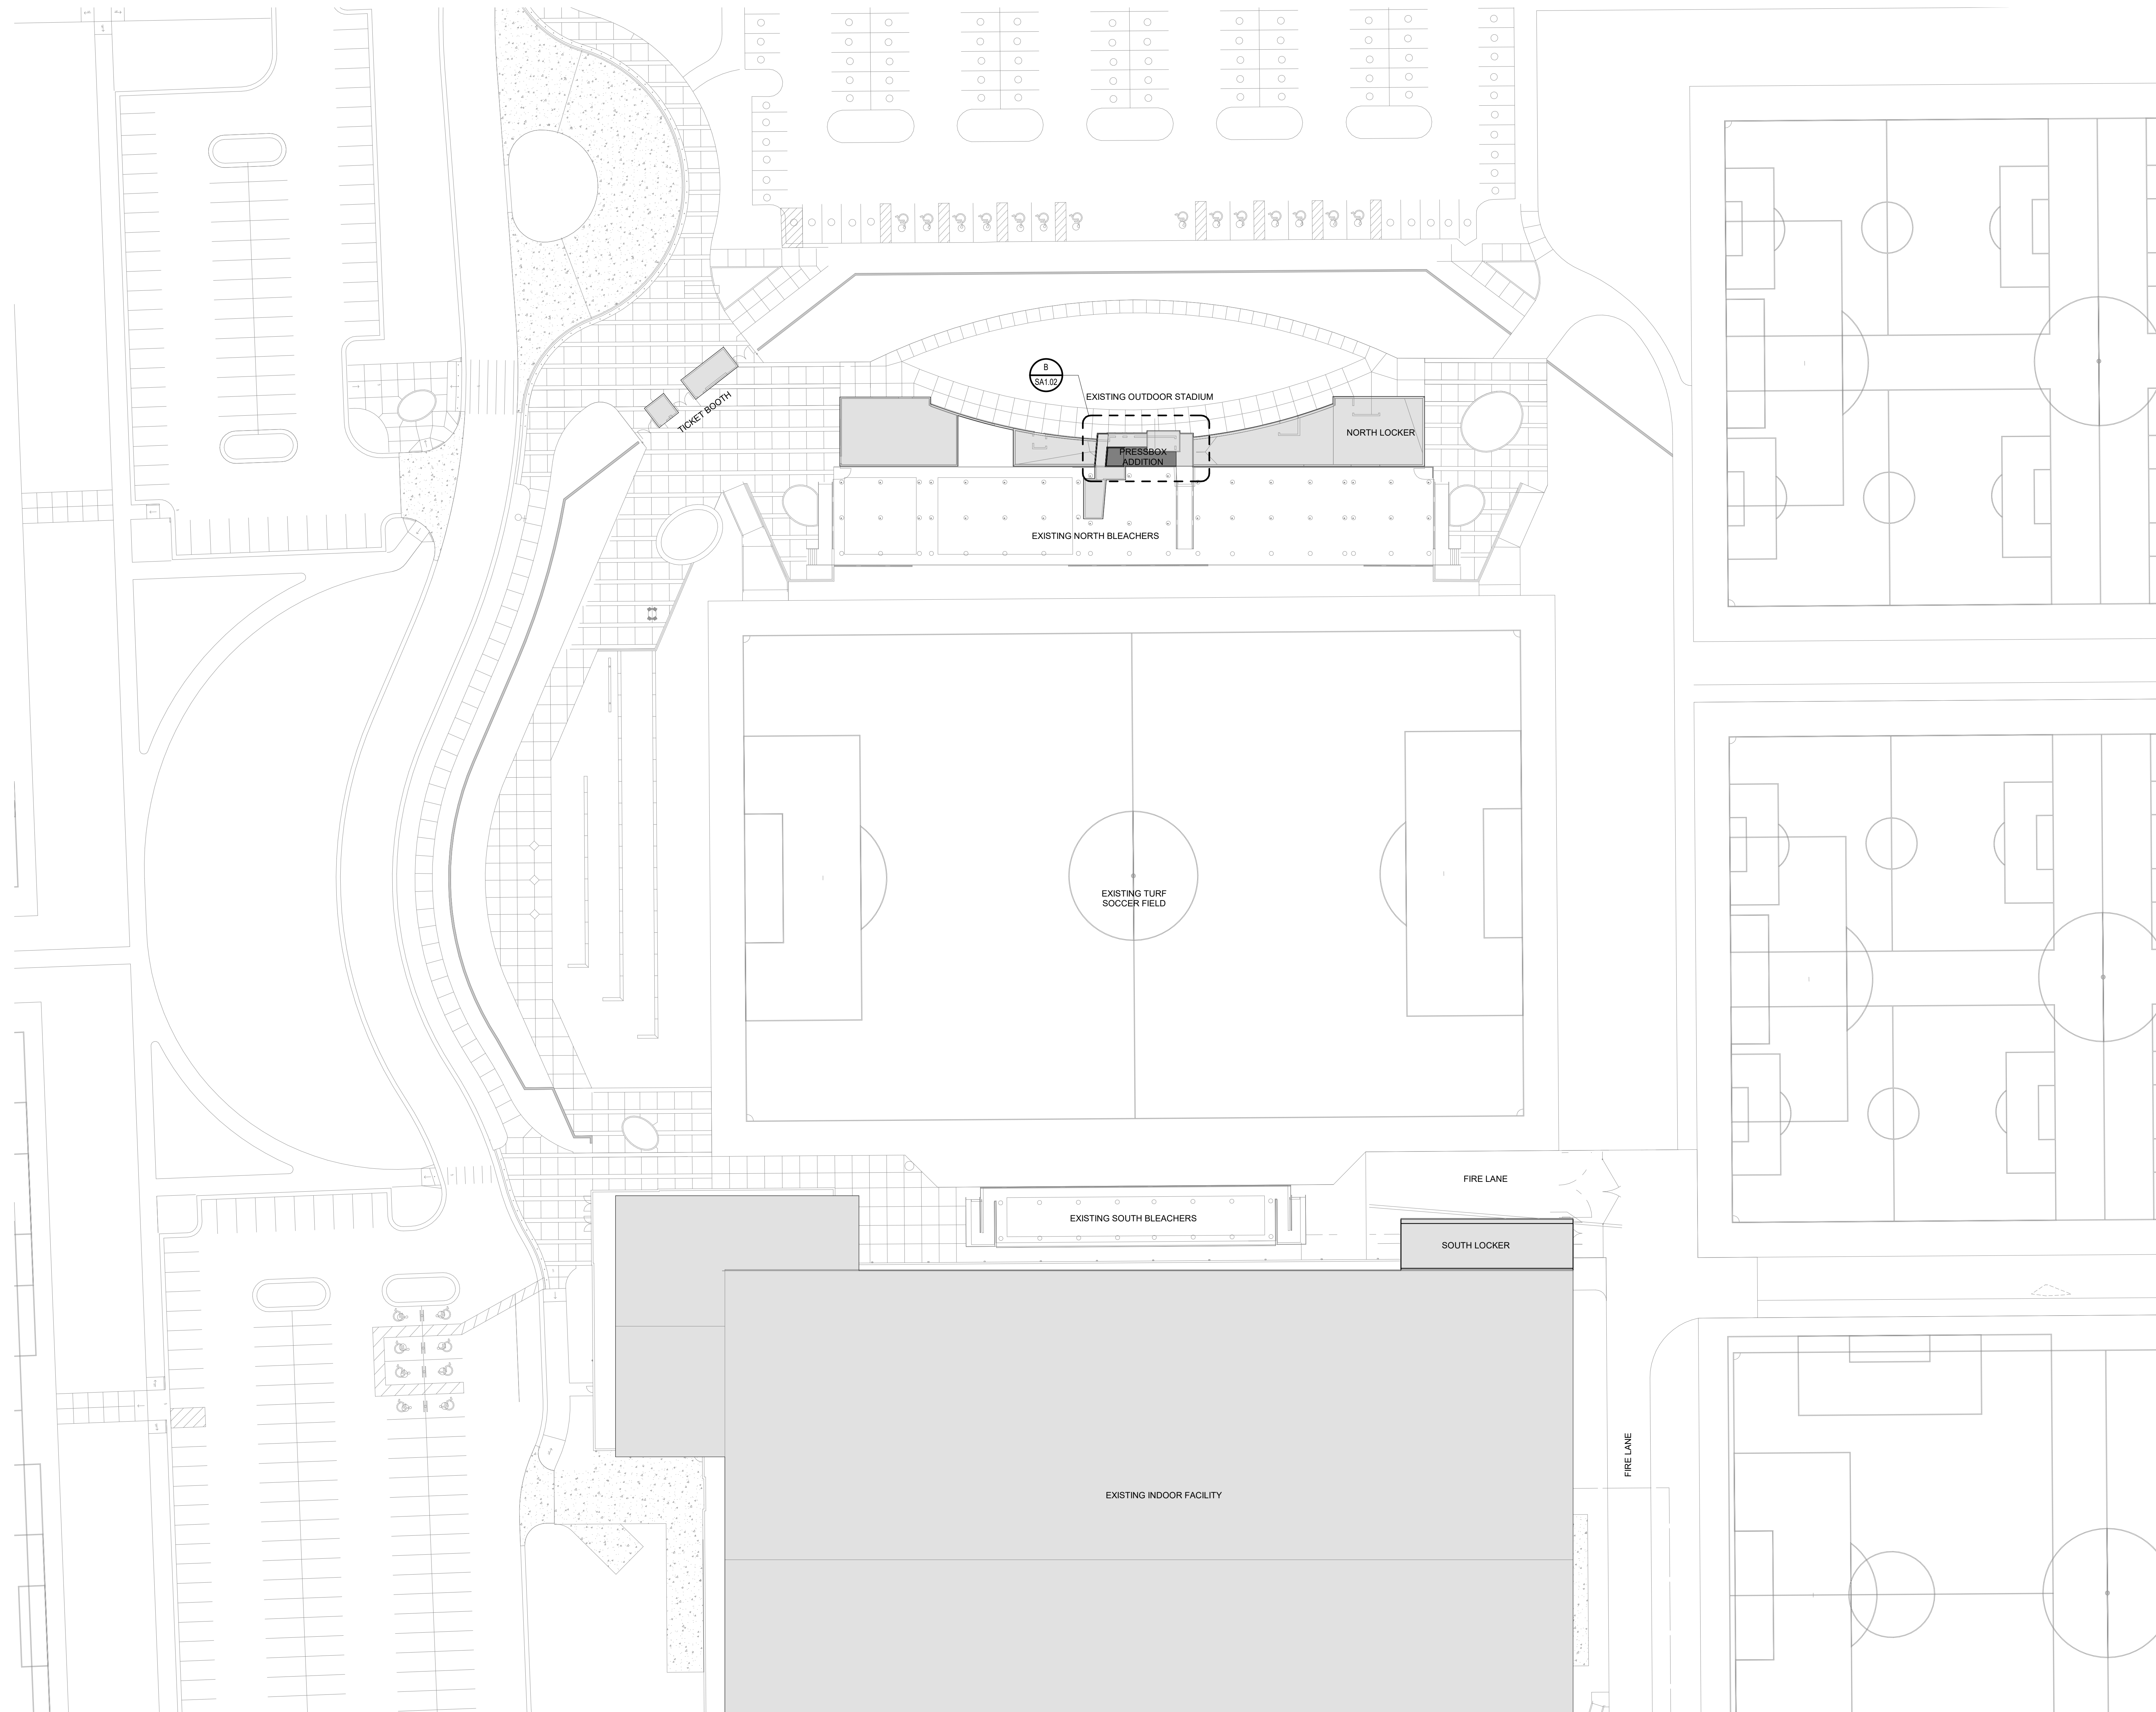 B
SA1.02
EXISTING OUTDOOR STADIUM
TICKET BOOTH
NORTH LOCKER
PRESSBOX
ADDITION
EXISTING NORTH BLEACHERS
EXISTING TURF
SOCCER FIELD
FIRE LANE
EXISTING SOUTH BLEACHERS
SOUTH LOCKER
FIRE LANE
EXISTING INDOOR FACILITY